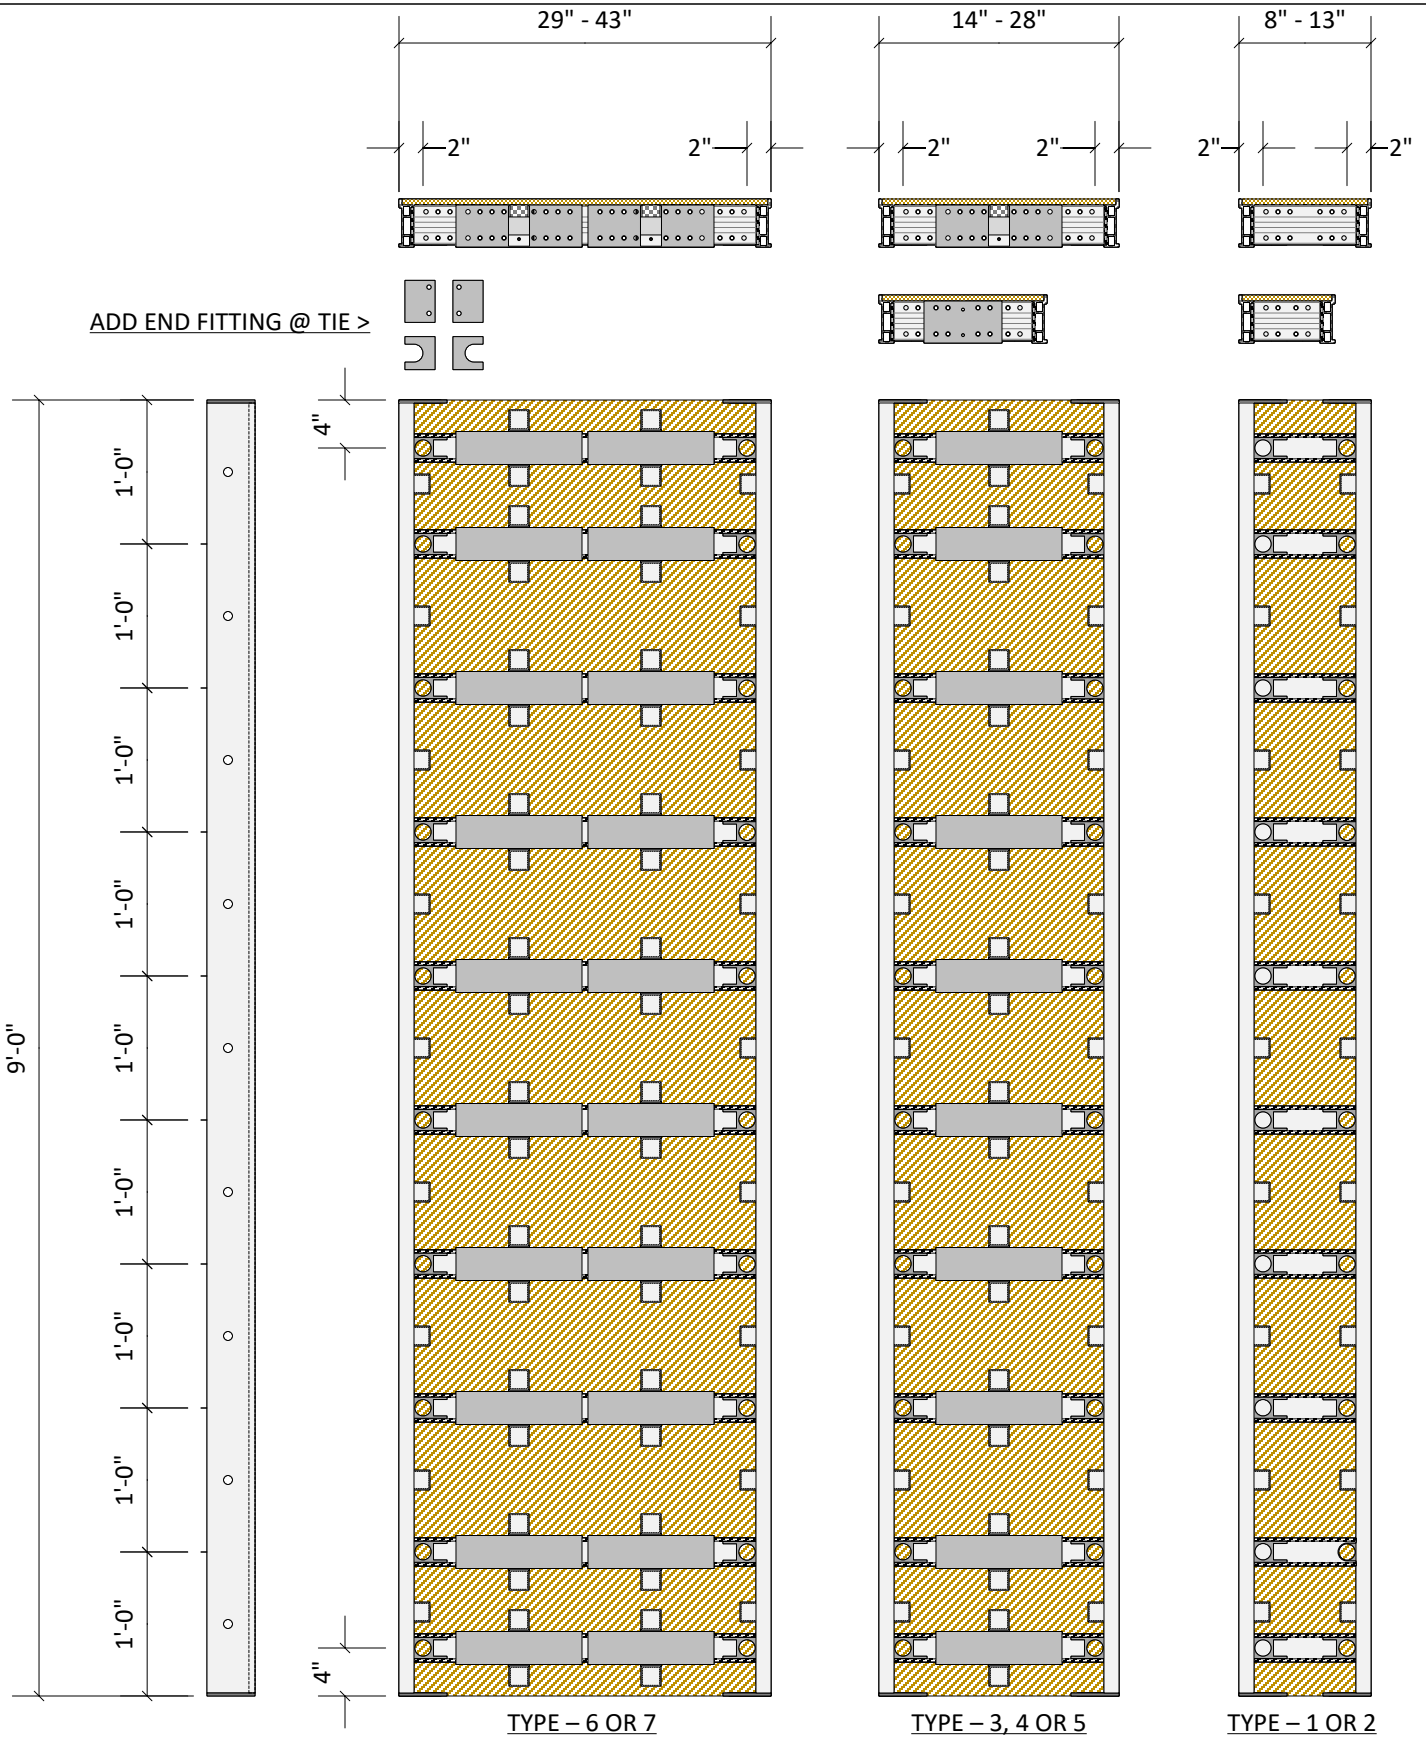 29" - 43"
14" - 28"
8" - 13"
2"
2"
2"
2"
2"
2"
ADD END FITTING @ TIE >
4"
1'-0"
1'-0"
1'-0"
1'-0"
1'-0"
9'-0"
1'-0"
1'-0"
1'-0"
1'-0"
4"
TYPE – 6 OR 7
TYPE – 3, 4 OR 5
TYPE – 1 OR 2